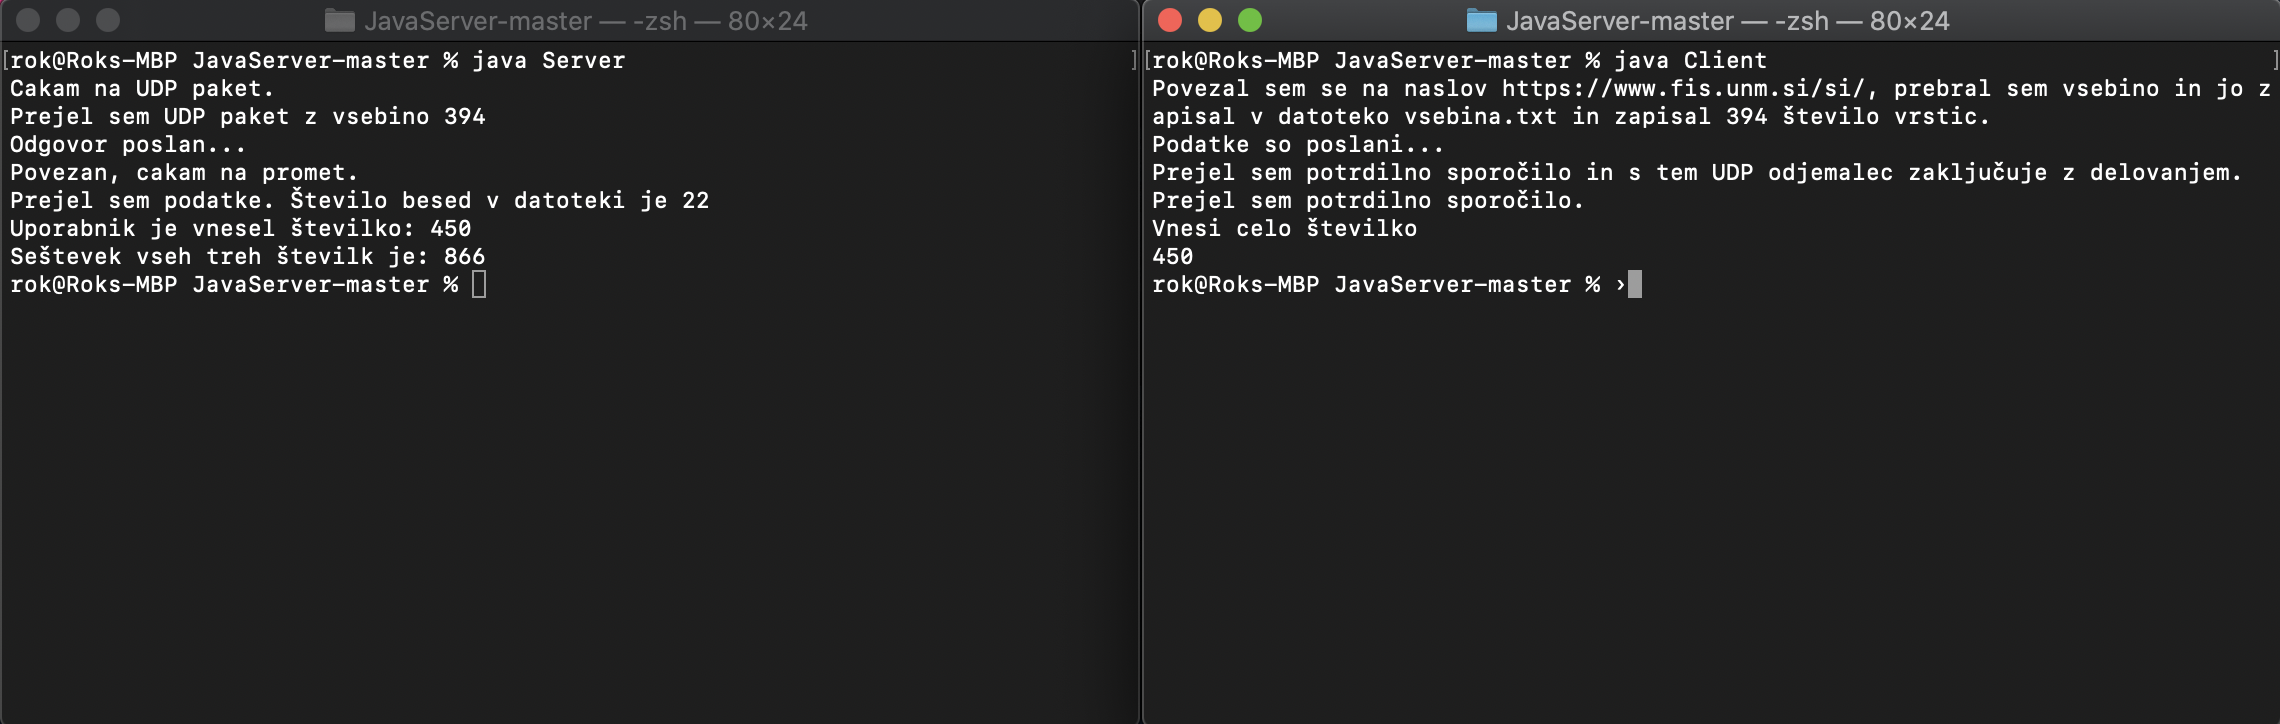 JavaServer-master — -zsh — 80×24
[rok@Roks-MBP JavaServer-master % java Server ]
Cakam na UDP paket.
Prejel sem UDP paket z vsebino 394
Odgovor poslan...
Povezan, cakam na promet.
Prejel sem podatke. Število besed v datoteki je 22
Uporabnik je vnesel številko: 450
Seštevek vseh treh številk je: 866
rok@Roks-MBP JavaServer-master %
JavaServer-master — -zsh — 80×24
[rok@Roks-MBP JavaServer-master % java Client ]
Povezal sem se na naslov https://www.fis.unm.si/si/, prebral sem vsebino in jo z
apisal v datoteko vsebina.txt in zapisal 394 število vrstic.
Podatke so poslani...
Prejel sem potrdilno sporočilo in s tem UDP odjemalec zaključuje z delovanjem.
Prejel sem potrdilno sporočilo.
Vnesi celo številko
450
rok@Roks-MBP JavaServer-master % ›